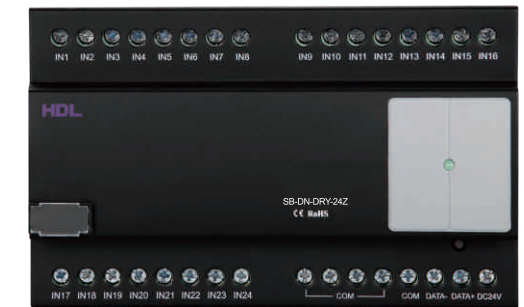 IN1 IN2 IN3 IN4 IN5 IN6 IN7 IN8 IN9 IN10 IN11 IN12 IN13 IN14 IN15 IN16
HDL
SB-DN-DRY-24Z
CE RoHS
IN17 IN18 IN19 IN20 IN21 IN22 IN23 IN24 COM COM DATA- DATA+ DC24V